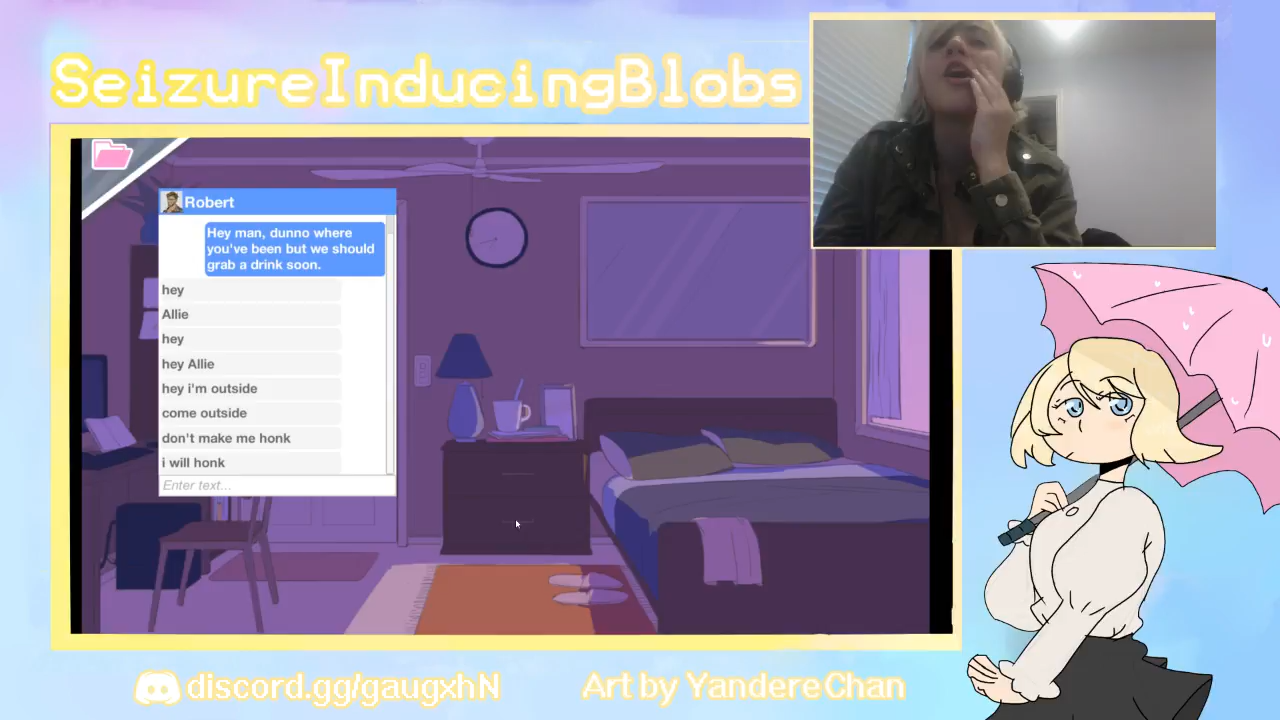 SeizureInducingBlobs
Robert
Hey man, dunno where
you've been but we should
grab a drink soon.
hey
Allie
hey
hey Allie
hey i'm outside
come outside
don't make me honk
i will honk
Enter text...
discord.gg/gaugxhN
Art by YandereChan